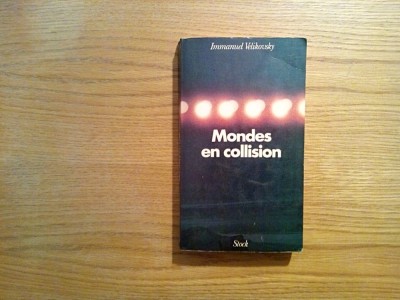 Immanuel Velikovsky
Mondes
en collision
Stock